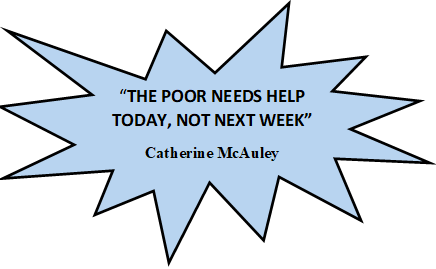 “THE POOR NEEDS HELP
TODAY, NOT NEXT WEEK”
Catherine McAuley